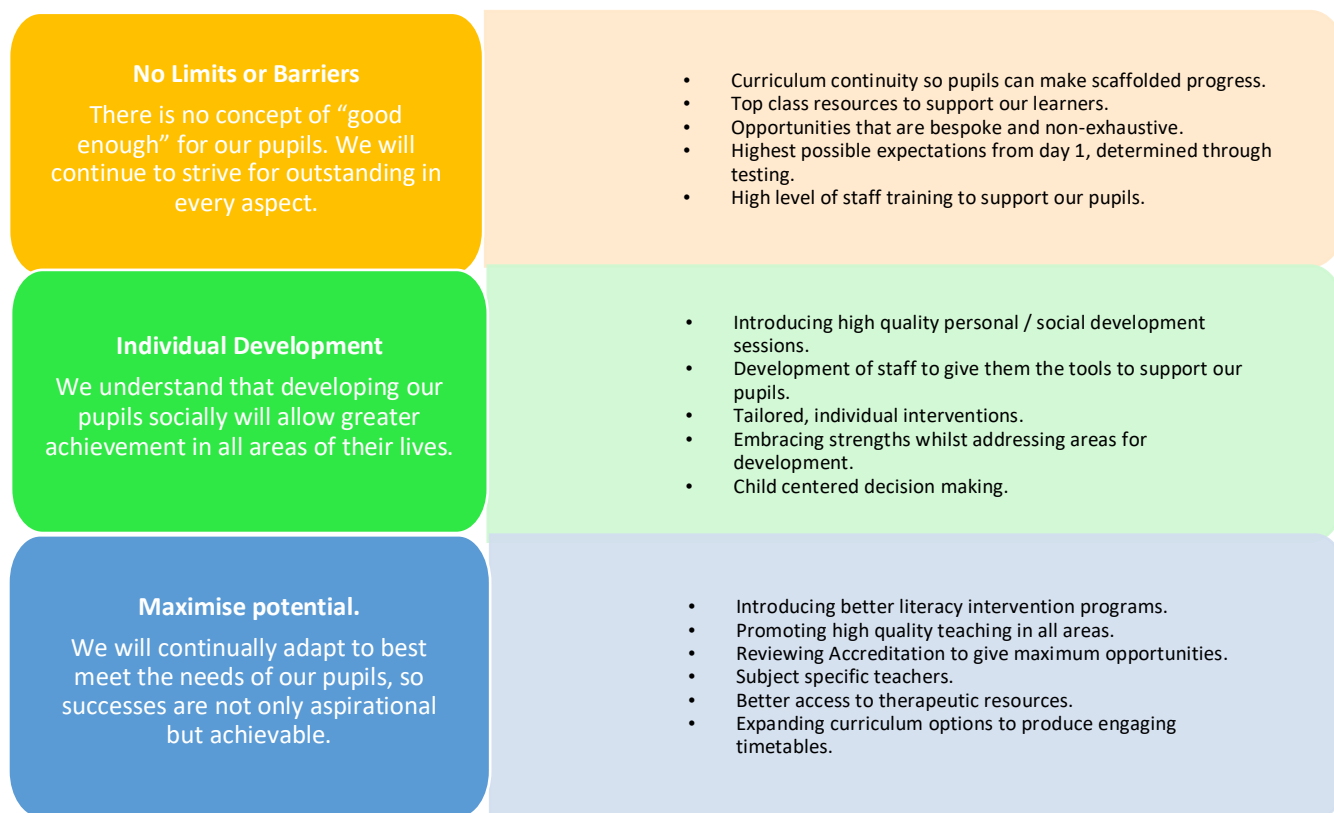 No Limits or Barriers
There is no concept of “good
enough” for our pupils. We will
continue to strive for outstanding in
every aspect.
• Curriculum continuity so pupils can make scaffolded progress.
• Top class resources to support our learners.
• Opportunities that are bespoke and non-exhaustive.
• Highest possible expectations from day 1, determined through
testing.
• High level of staff training to support our pupils.
Individual Development
We understand that developing our
pupils socially will allow greater
achievement in all areas of their lives.
• Introducing high quality personal / social development
sessions.
• Development of staff to give them the tools to support our
pupils.
• Tailored, individual interventions.
• Embracing strengths whilst addressing areas for
development.
• Child centered decision making.
Maximise potential.
We will continually adapt to best
meet the needs of our pupils, so
successes are not only aspirational
but achievable.
• Introducing better literacy intervention programs.
• Promoting high quality teaching in all areas.
• Reviewing Accreditation to give maximum opportunities.
• Subject specific teachers.
• Better access to therapeutic resources.
• Expanding curriculum options to produce engaging
timetables.